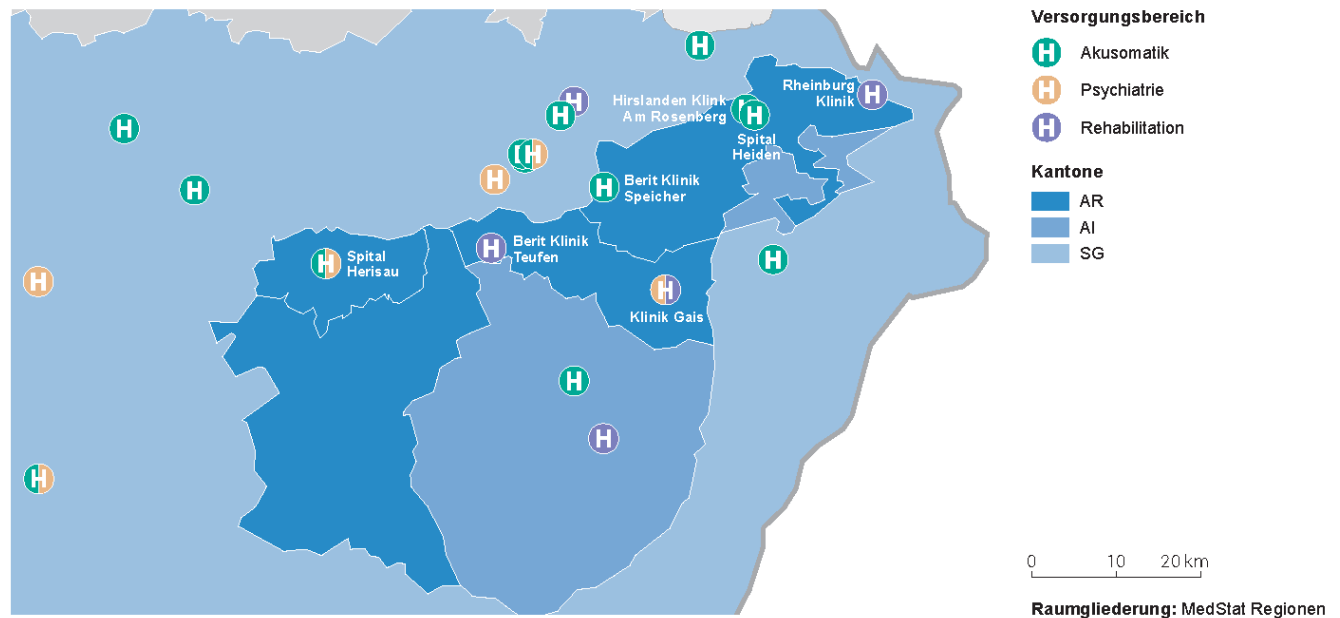 Versorgungsbereich
H Akusomatik
H Psychiatrie
H Rehabilitation
Kantone
AR
AI
SG
H
H
Rheinburg
Klinik
H
Hirslanden Klink
Am Rosenberg
H
H
Spital
Heiden
H
H
H
H
H
H
H
H
Berit Klinik
Speicher
H
Spital
Herisau
H
Berit Klinik
Teufen
H
H
H
Klinik Gais
H
H
H
0 10 20 km
Raumgliederung: MedStat Regionen